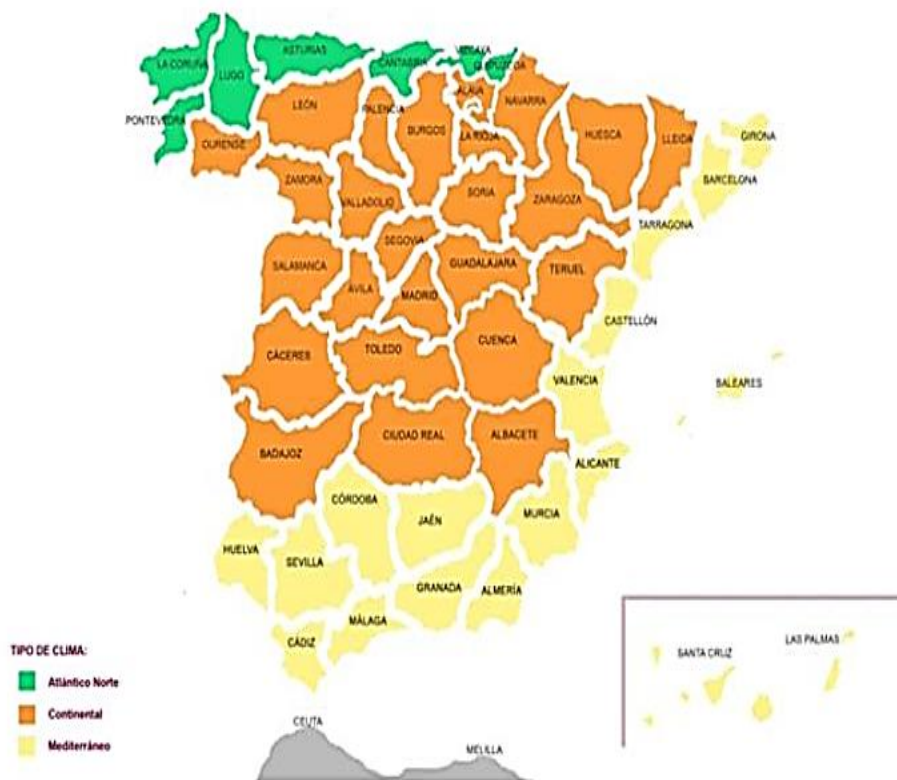 ASTURIAS
LA CORUÑA
LUGO
CANTABRIA
VIZCAYA
GUIPUZCOA
ALAVA
NAVARRA
LEÓN
PALENCIA
BURGOS
LA RIOJA
HUESCA
LLEIDA
GIRONA
PONTEVEDRA
OURENSE
ZAMORA
VALLADOLID
SORIA
ZARAGOZA
BARCELONA
TARRAGONA
SEGOVIA
SALAMANCA
ÁVILA
MADRID
GUADALAJARA
TERUEL
CASTELLÓN
CÁCERES
TOLEDO
CUENCA
VALENCIA
BALEARES
BADAJOZ
CIUDAD REAL
ALBACETE
ALICANTE
CÓRDOBA
JAÉN
MURCIA
HUELVA
SEVILLA
GRANADA
ALMERÍA
MÁLAGA
CÁDIZ
LAS PALMAS
SANTA CRUZ
TIPO DE CLIMA:
Atlántico Norte
Continental
Mediterráneo
CEUTA
MELILLA